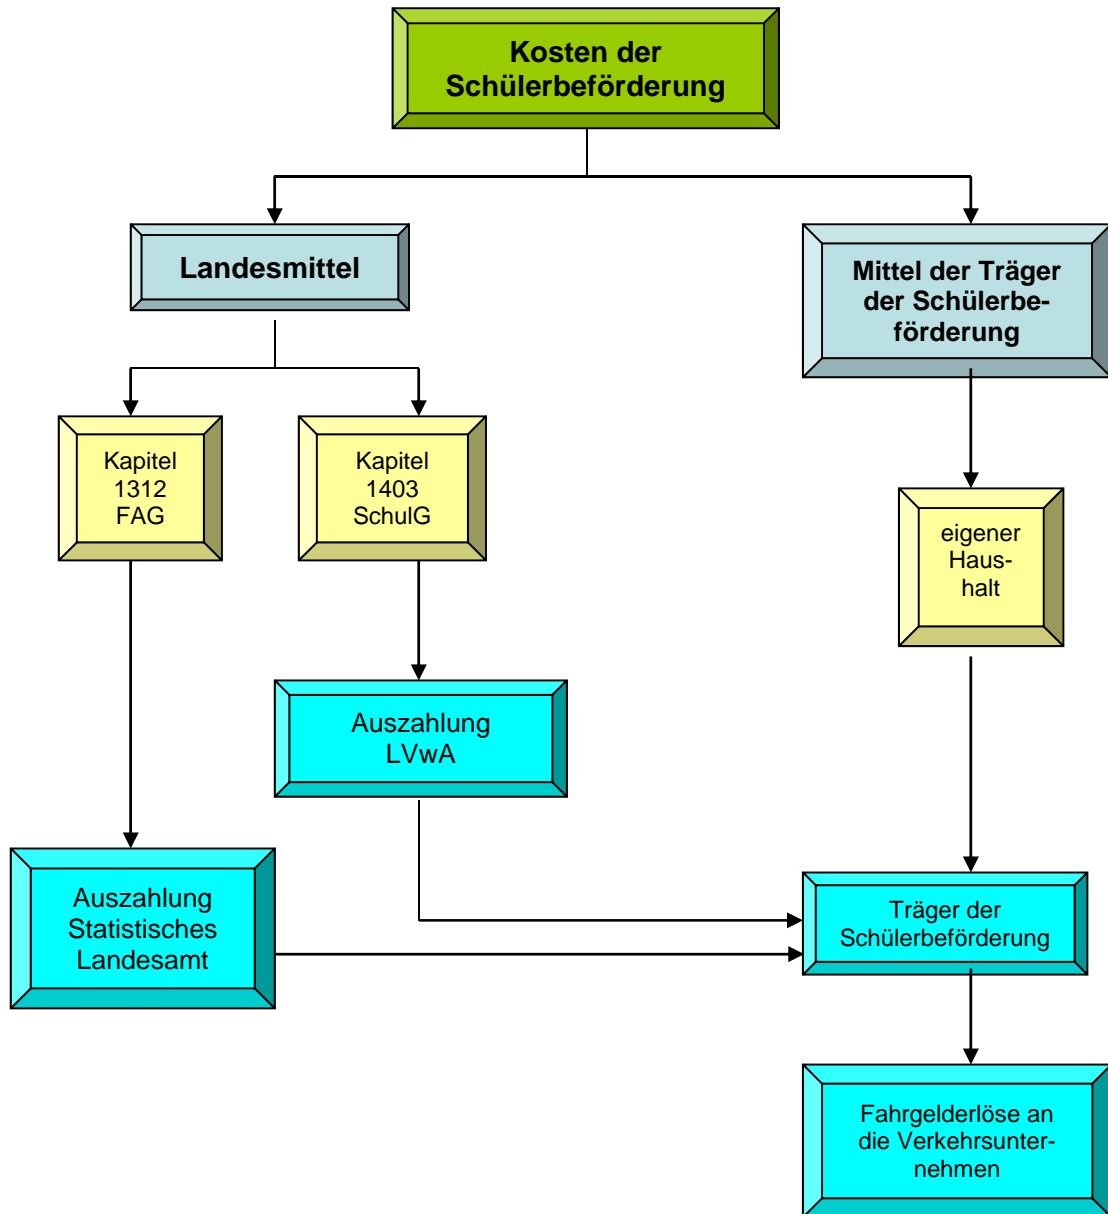 Kosten der
Schülerbeförderung
Landesmittel
Mittel der Träger
der Schülerbe-
förderung
Kapitel
1312
FAG
Kapitel
1403
SchulG
eigener
Haus-
halt
Auszahlung
LVwA
Auszahlung
Statistisches
Landesamt
Träger der
Schülerbeförderung
Fahrgelderlöse an
die Verkehrsunter-
nehmen